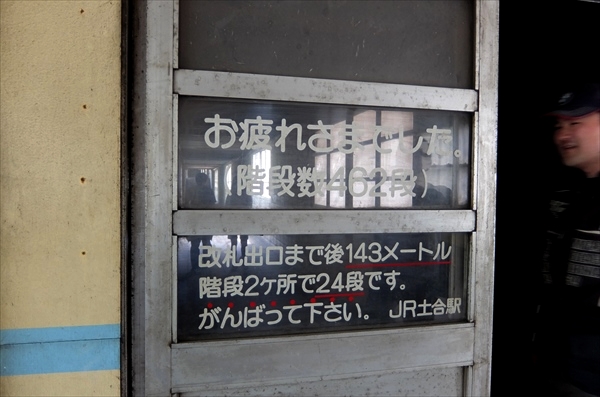 お疲れさまでした。
（階段数462段）
改札出口まで後143メートル
階段2ヶ所で24段です。
がんばって下さい。 JR土合駅